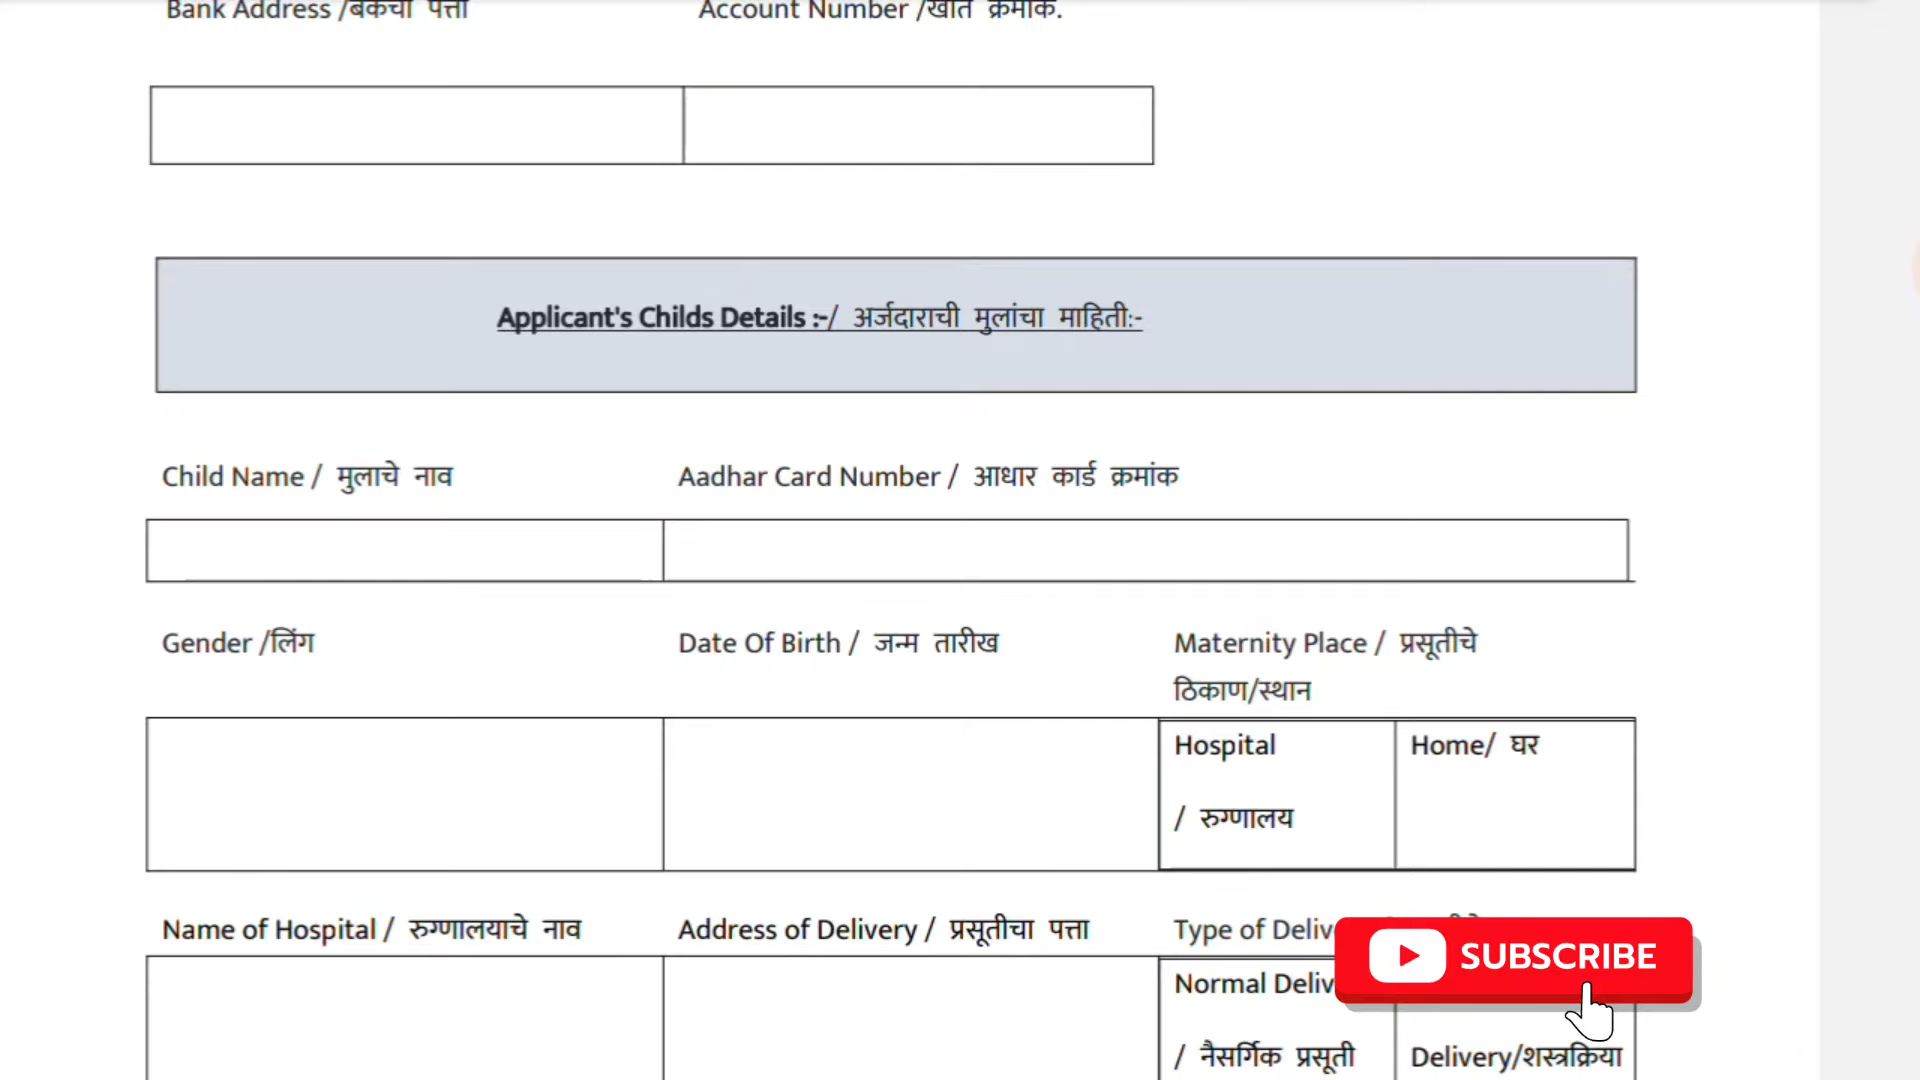 Bank Address /बँकेचा पत्ता Account Number /खाते क्रमांक.
Applicant's Childs Details :-/ अर्जदाराची मुलांचा माहिती:-
Child Name / मुलाचे नाव Aadhar Card Number / आधार कार्ड क्रमांक
Gender /लिंग Date Of Birth / जन्म तारीख Maternity Place / प्रसूतीचे
ठिकाण/स्थान
Hospital Home/ घर
/ रुग्णालय
Name of Hospital / रुग्णालयाचे नाव Address of Delivery / प्रसूतीचा पत्ता Type of
SUBSCRIBE
Normal
/ नैसर्गिक प्रसूती Delivery/शस्त्रक्रिया